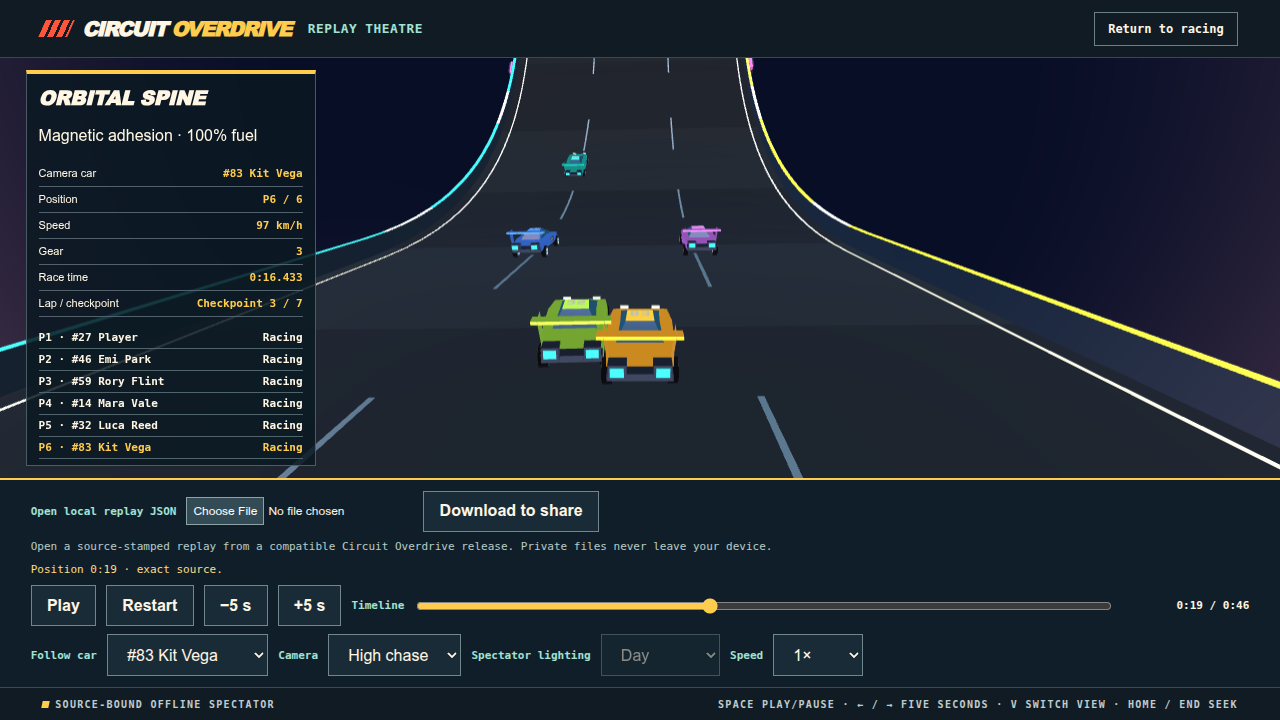 CIRCUIT OVERDRIVE REPLAY THEATRE
Return to racing
ORBITAL SPINE
Magnetic adhesion · 100% fuel
Camera car #83 Kit Vega
Position P6 / 6
Speed 97 km/h
Gear 3
Race time 0:16.433
Lap / checkpoint Checkpoint 3 / 7
P1 · #27 Player Racing
P2 · #46 Emi Park Racing
P3 · #59 Rory Flint Racing
P4 · #14 Mara Vale Racing
P5 · #32 Luca Reed Racing
P6 · #83 Kit Vega Racing
Open local replay JSON Choose File No file chosen Download to share
Open a source-stamped replay from a compatible Circuit Overdrive release. Private files never leave your device.
Position 0:19 · exact source.
Play Restart −5 s +5 s Timeline 0:19 / 0:46
Follow car #83 Kit Vega Camera High chase Spectator lighting Day Speed 1×
SOURCE-BOUND OFFLINE SPECTATOR SPACE PLAY/PAUSE · ← / → FIVE SECONDS · V SWITCH VIEW · HOME / END SEEK